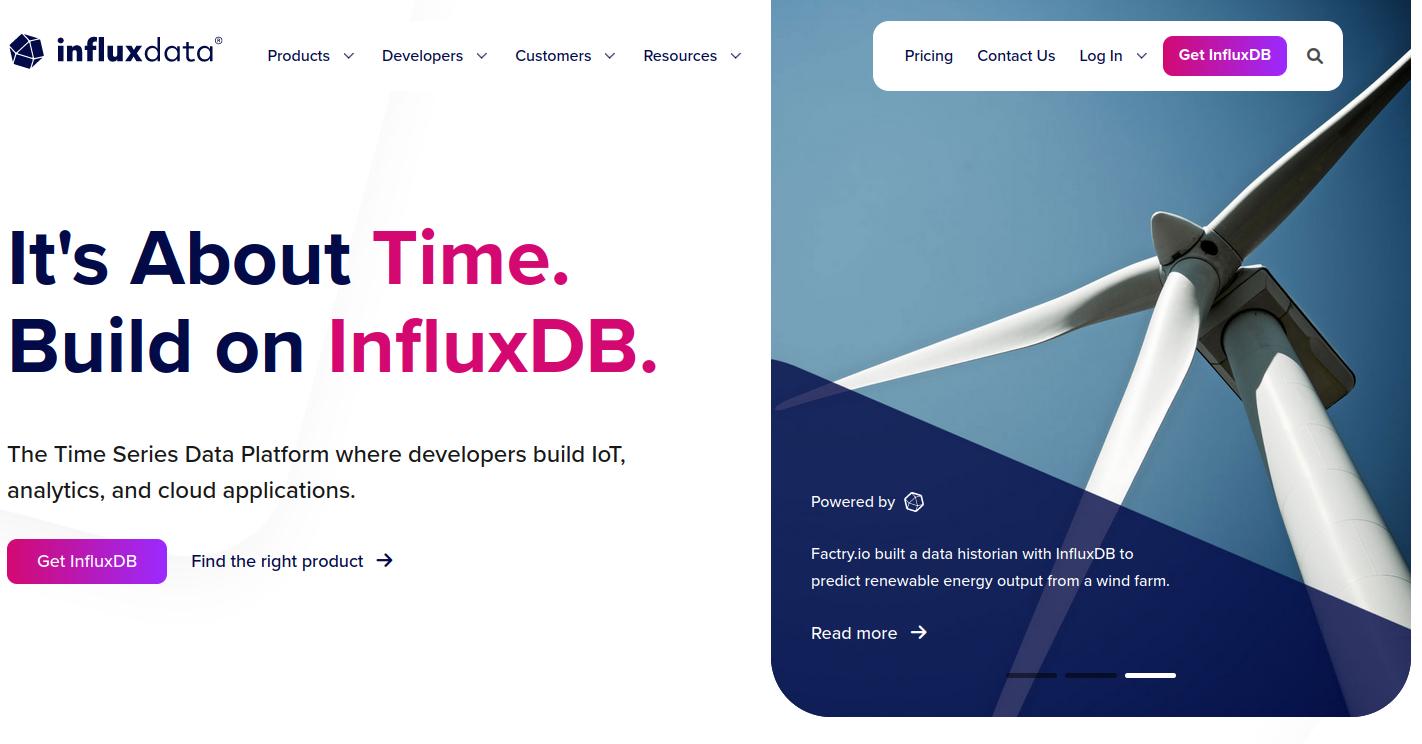 influxdata®
Products
Developers
Customers
Resources
Pricing
Contact Us
Log In
Get InfluxDB
It's About Time.
Build on InfluxDB.
The Time Series Data Platform where developers build IoT,
analytics, and cloud applications.
Get InfluxDB
Find the right product
Powered by
Factry.io built a data historian with InfluxDB to
predict renewable energy output from a wind farm.
Read more